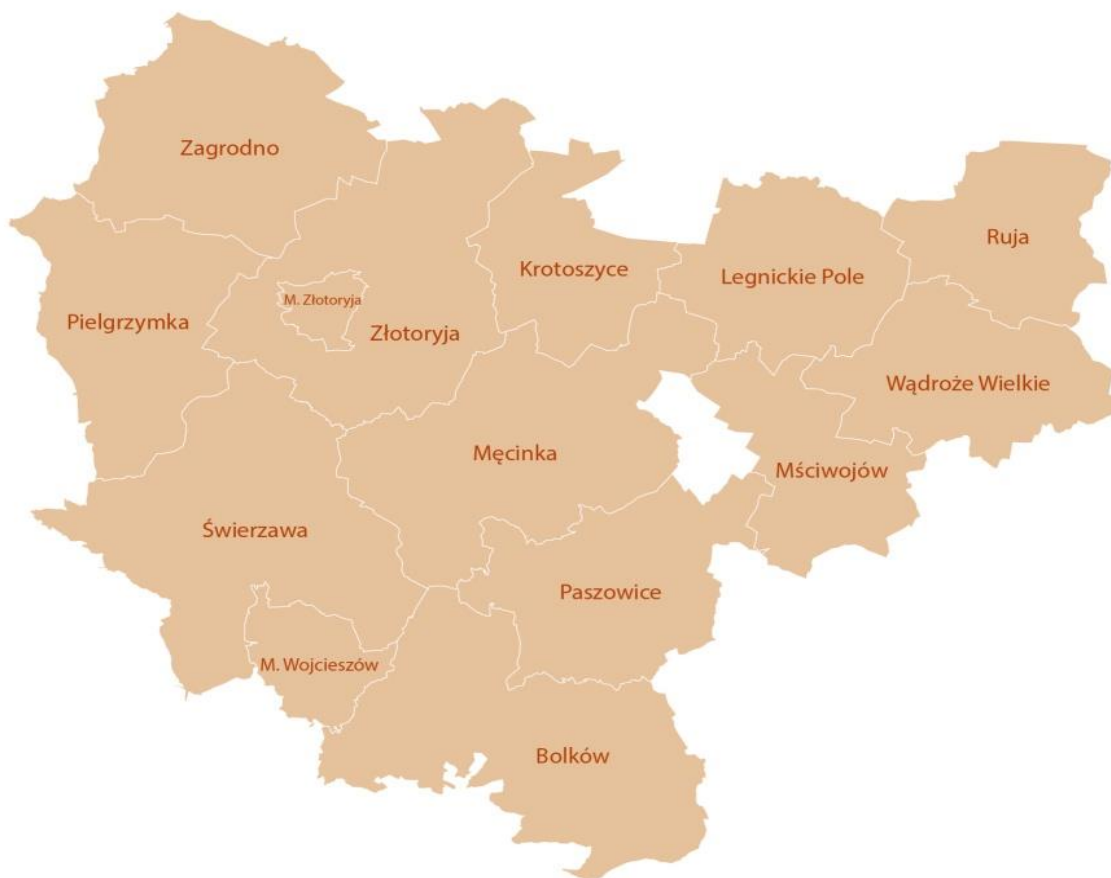 Zagrodno
Ruja
Krotoszyce
Legnickie Pole
M. Złotoryja
Pielgrzymka
Złotoryja
Wądroże Wielkie
Męcinka
Mściwojów
Świerzawa
Paszowice
M. Wojcieszów
Bolków